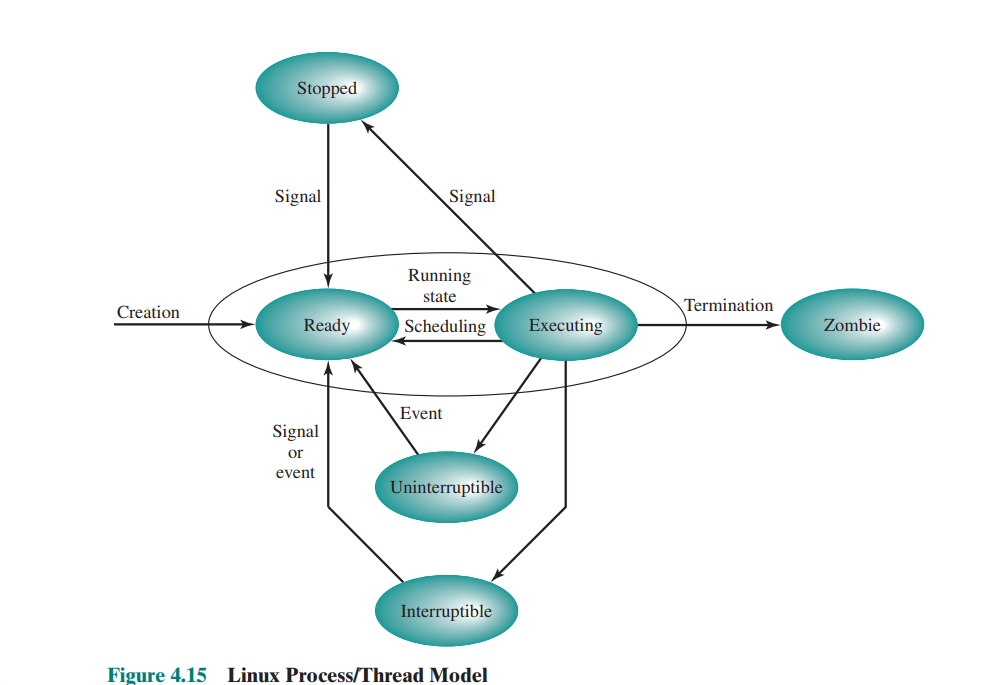 Stopped
Signal
Signal
Running
state
Creation
Termination
Ready
Scheduling
Executing
Zombie
Event
Signal
or
event
Uninterruptible
Interruptible
Figure 4.15 Linux Process/Thread Model